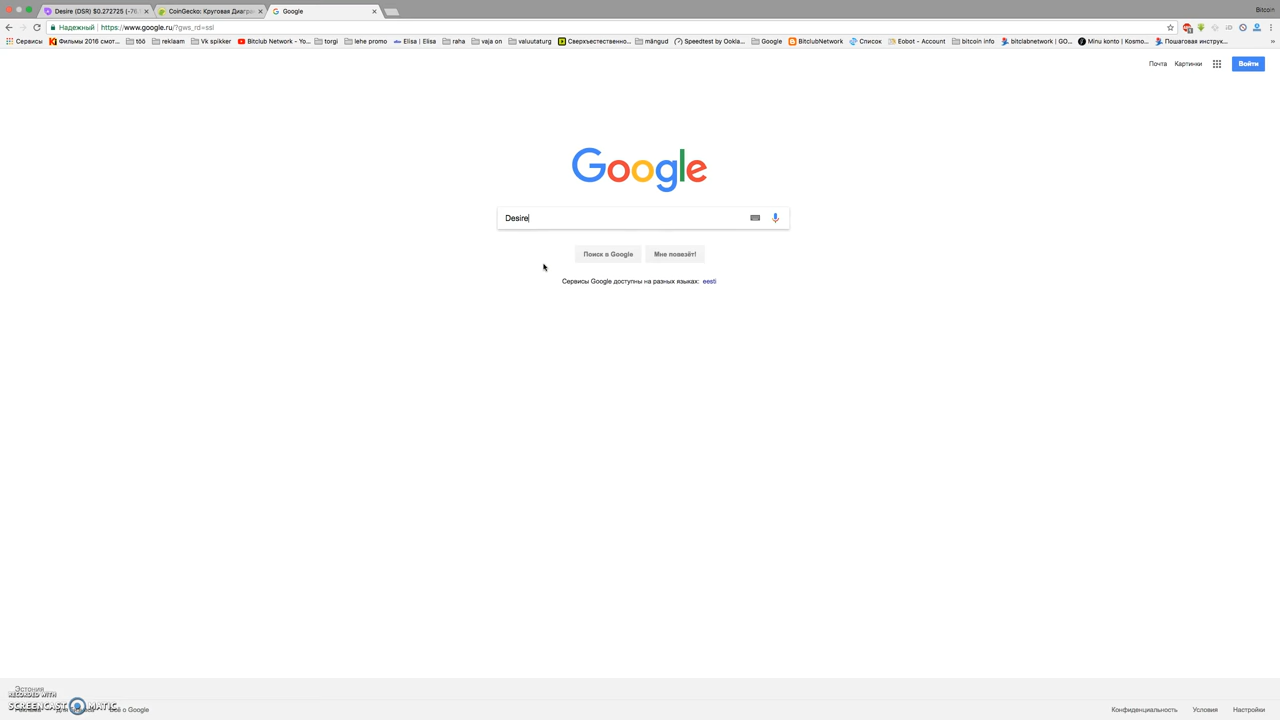 Desire (DSR) $0.272725 (-76.
CoinGecko: Круговая Диагра
Google
Bitcoin
Надежный
https://www.google.ru/?gws_rd=ssl
Сервисы
Фильмы 2016 смот...
töö
reklaam
Vk spikker
Bitclub Network - Yo...
torgi
lehe promo
Elisa | Elisa
raha
vaja on
valuutaturg
Сверхъестественно...
mängud
Speedtest by Ookla...
Google
BitclubNetwork
Список
Eobot - Account
bitcoin info
bitclabnetwork | GO...
Minu konto | Kosmo...
Пошаговая инструк...
»
Почта
Картинки
Войти
Google
Desire
Поиск в Google
Мне повезёт!
Сервисы Google доступны на разных языках: eesti
Эстония
RECORDED WITH
SCREENCAST MATIC
Всё о Google
Конфиденциальность
Условия
Настройки